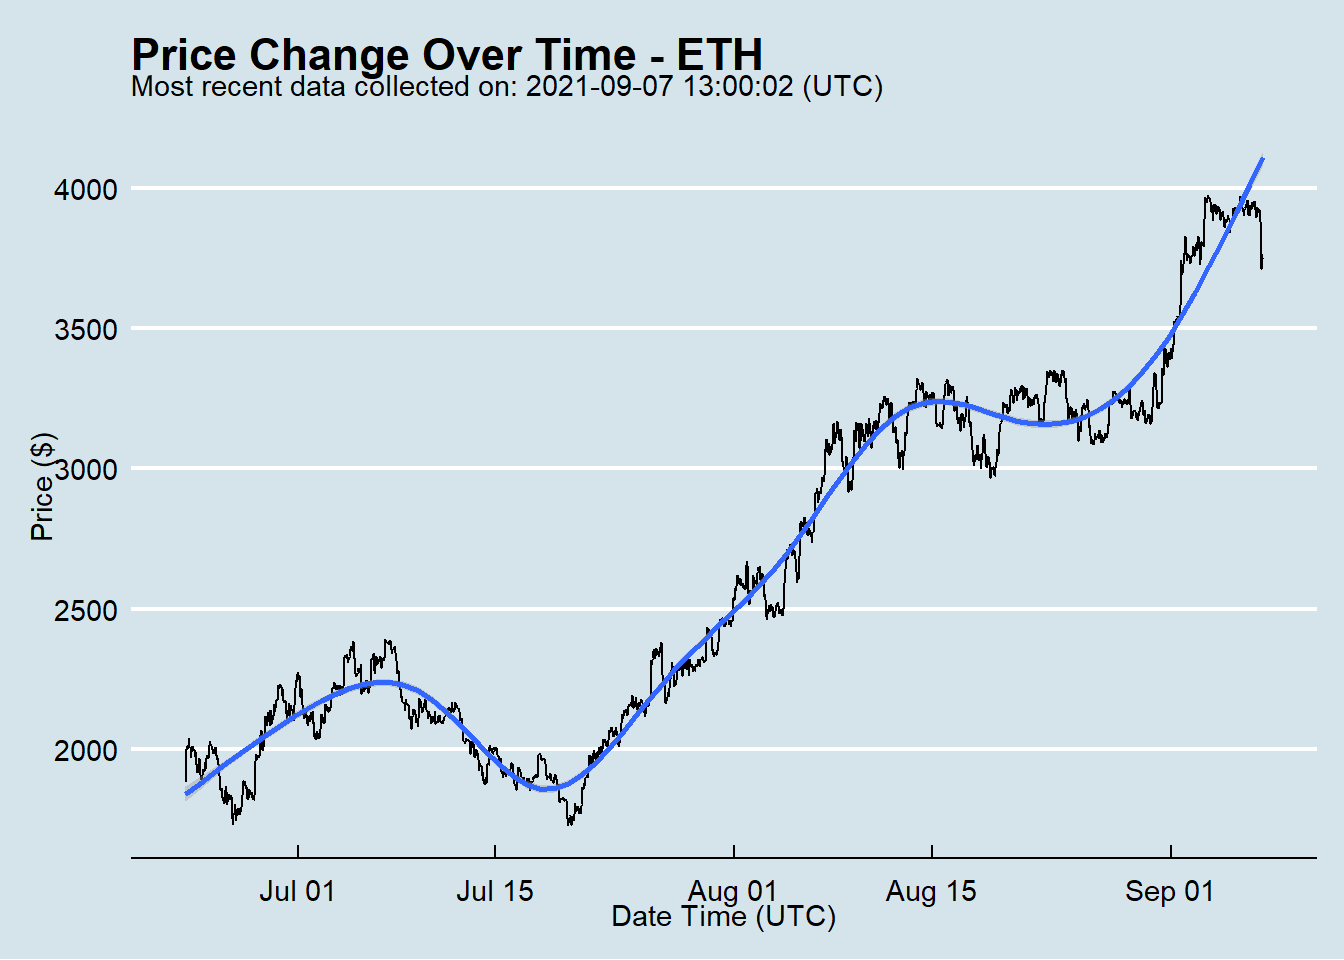 Price Change Over Time - ETH
Most recent data collected on: 2021-09-07 13:00:02 (UTC)
4000
3500
3000
2500
2000
Price ($)
Jul 01 Jul 15 Aug 01 Aug 15 Sep 01
Date Time (UTC)